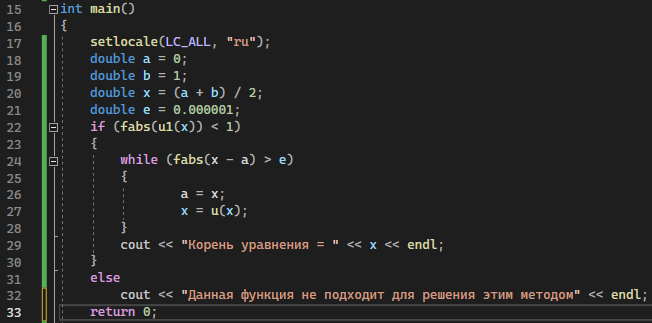 15 int main()
16 {
17 setlocale(LC_ALL, "ru");
18 double a = 0;
19 double b = 1;
20 double x = (a + b) / 2;
21 double e = 0.000001;
22 if (fabs(u1(x)) < 1)
23 {
24 while (fabs(x - a) > e)
25 {
26 a = x;
27 x = u(x);
28 }
29 cout << "Корень уравнения = " << x << endl;
30 }
31 else
32 cout << "Данная функция не подходит для решения этим методом" << endl;
33 return 0;